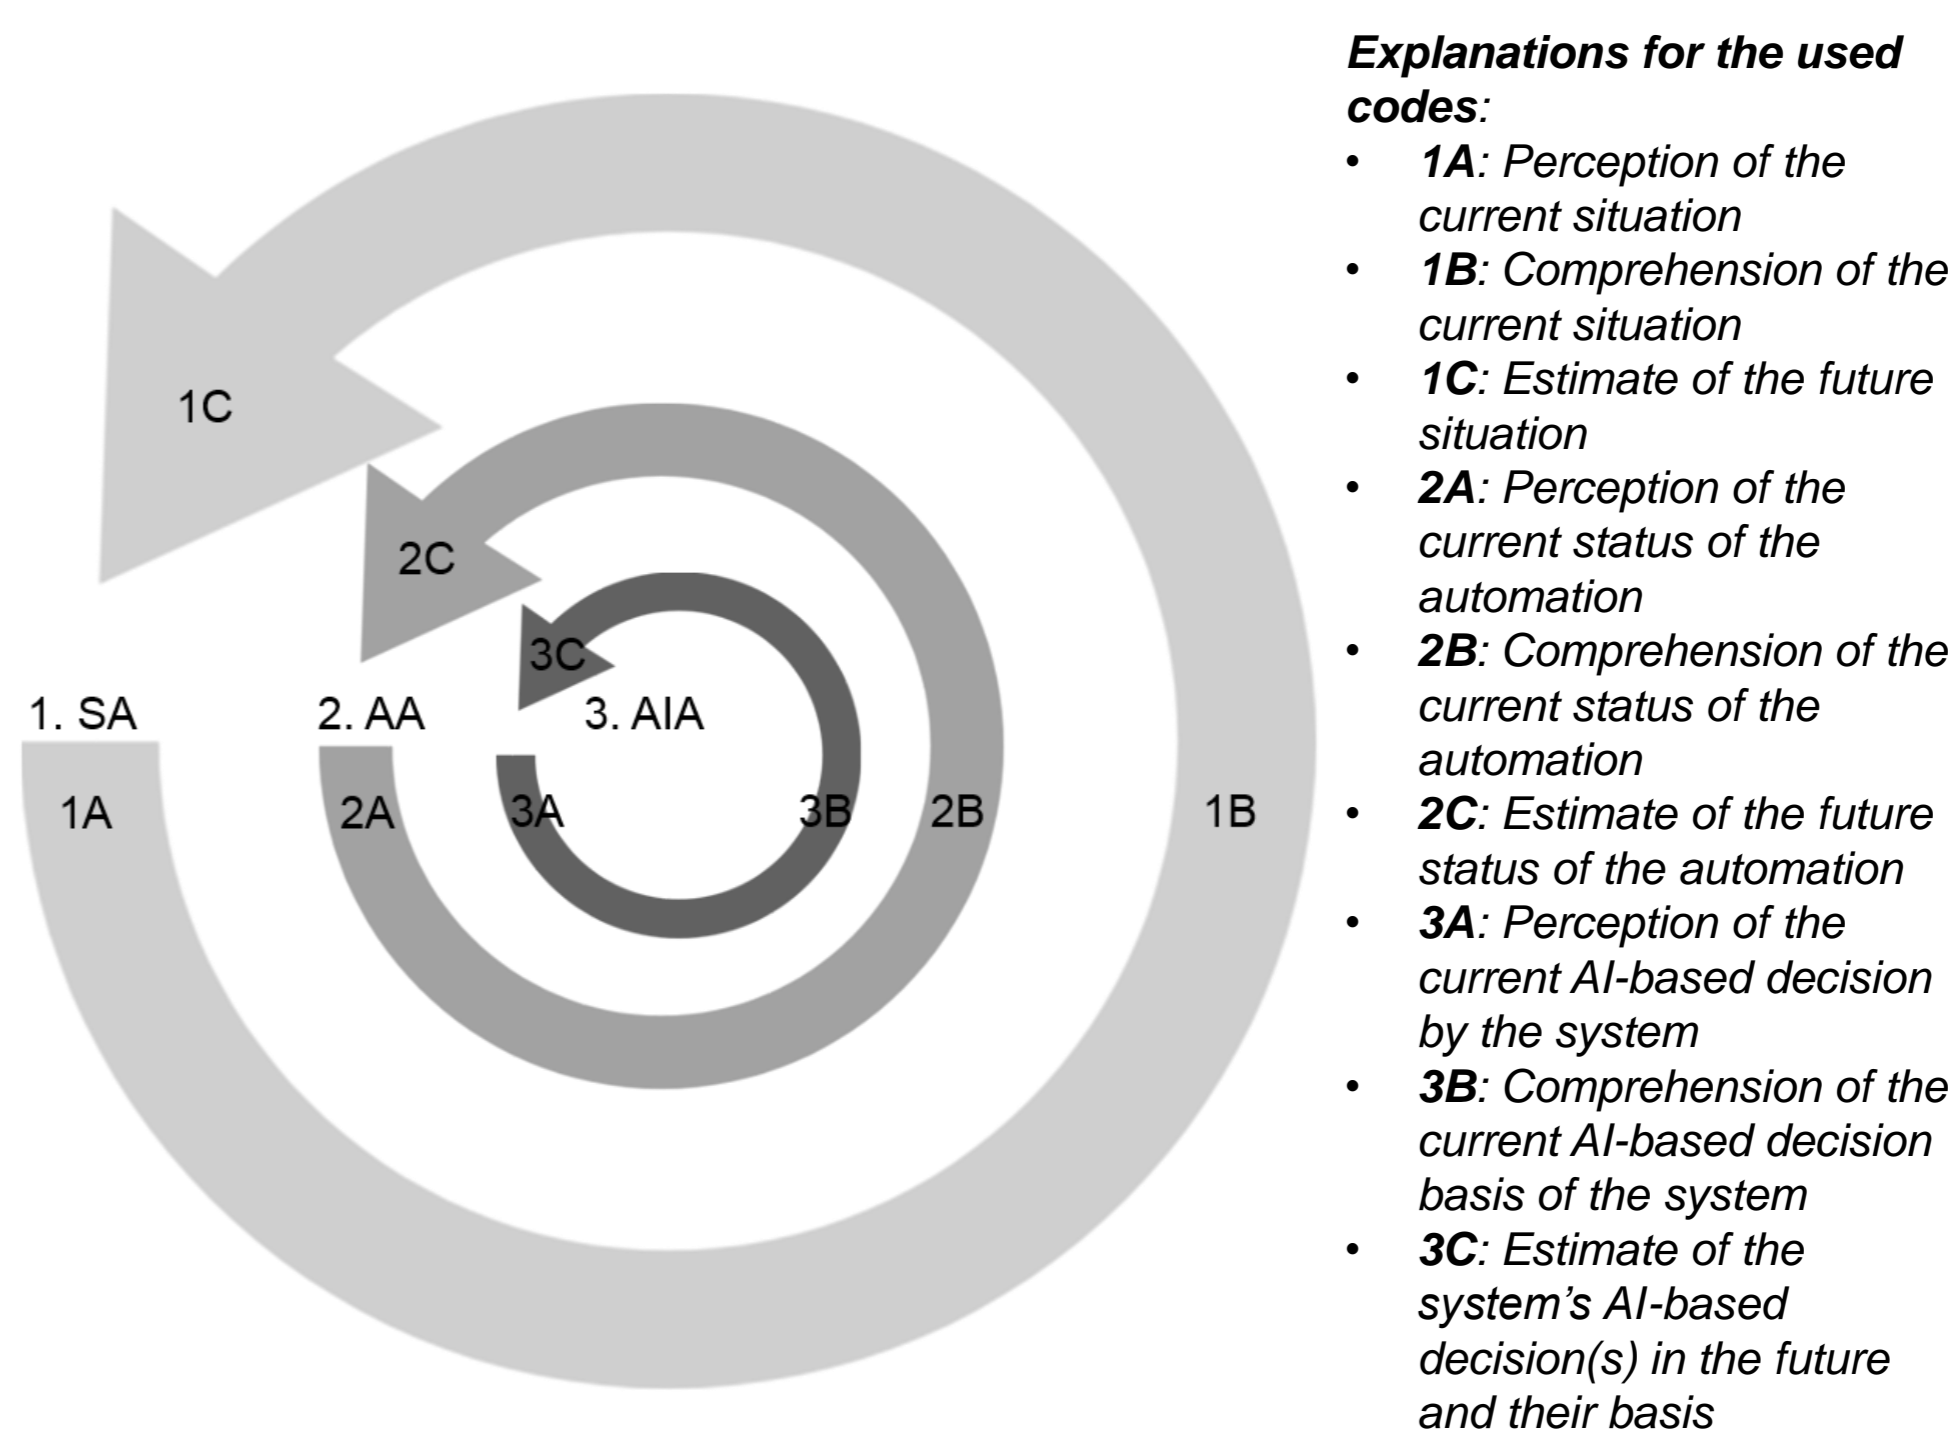 1C
2C
3C
1. SA
2. AA
3. AIA
1A
2A
3A
3B
2B
1B
Explanations for the used
codes:
• 1A: Perception of the
current situation
• 1B: Comprehension of the
current situation
• 1C: Estimate of the future
situation
• 2A: Perception of the
current status of the
automation
• 2B: Comprehension of the
current status of the
automation
• 2C: Estimate of the future
status of the automation
• 3A: Perception of the
current AI-based decision
by the system
• 3B: Comprehension of the
current AI-based decision
basis of the system
• 3C: Estimate of the
system’s AI-based
decision(s) in the future
and their basis